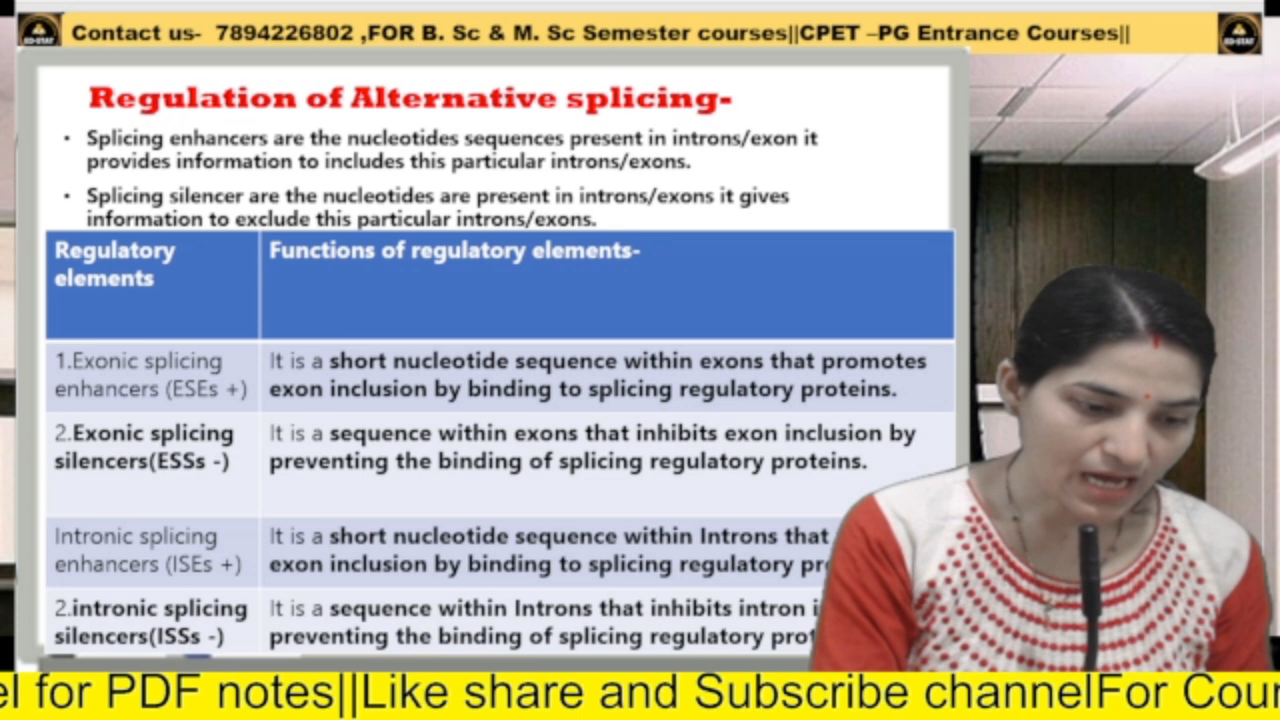 Contact us- 7894226802 ,FOR B. Sc & M. Sc Semester courses||CPET –PG Entrance Courses||
ED-STAT
ED-STAT
Regulation of Alternative splicing-
• Splicing enhancers are the nucleotides sequences present in introns/exon it
provides information to includes this particular introns/exons.
• Splicing silencer are the nucleotides are present in introns/exons it gives
information to exclude this particular introns/exons.
Regulatory
elements
Functions of regulatory elements-
1.Exonic splicing
enhancers (ESEs +)
It is a short nucleotide sequence within exons that promotes
exon inclusion by binding to splicing regulatory proteins.
2.Exonic splicing
silencers(ESSs -)
It is a sequence within exons that inhibits exon inclusion by
preventing the binding of splicing regulatory proteins.
Intronic splicing
enhancers (ISEs +)
It is a short nucleotide sequence within Introns that
exon inclusion by binding to splicing regulatory
2.intronic splicing
silencers(ISSs -)
It is a sequence within Introns that inhibits intron
preventing the binding of splicing regulatory
for PDF notes||Like share and Subscribe channelFor